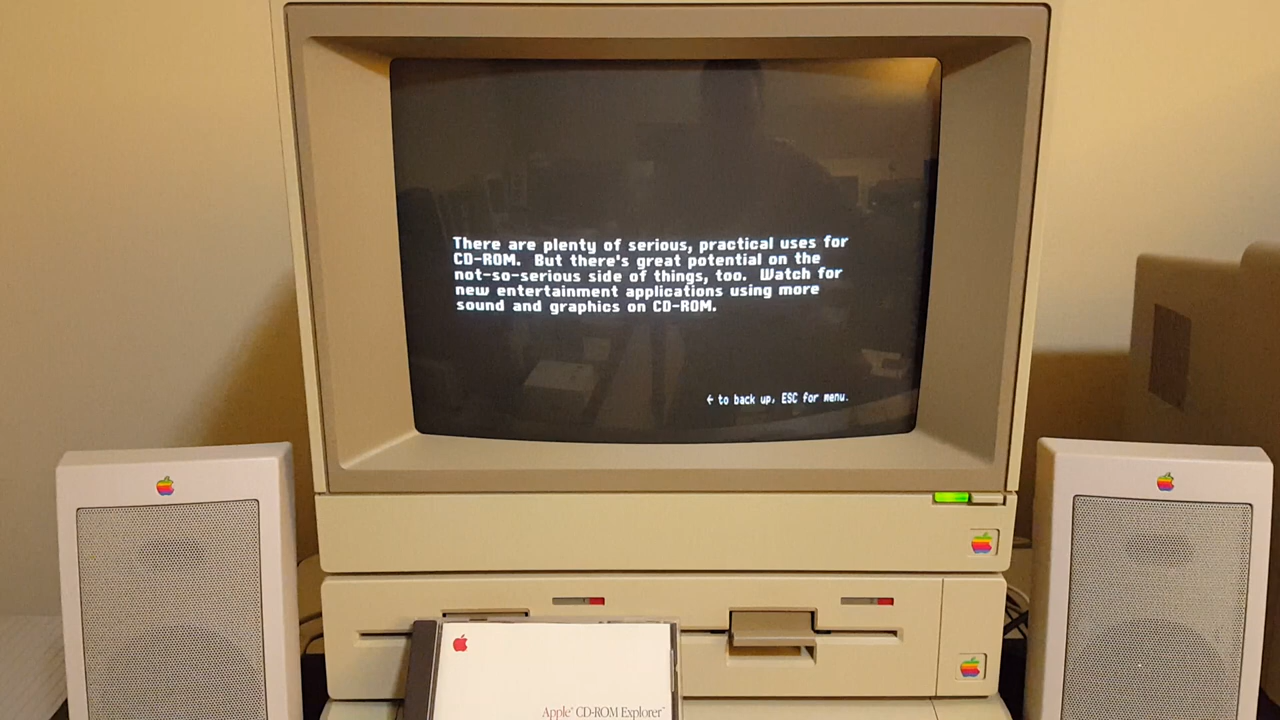 There are plenty of serious, practical uses for
CD-ROM.  But there's great potential on the
not-so-serious side of things, too.  Watch for
new entertainment applications using more
sound and graphics on CD-ROM.
← to back up, ESC for menu.
Apple™ CD-ROM Explorer™